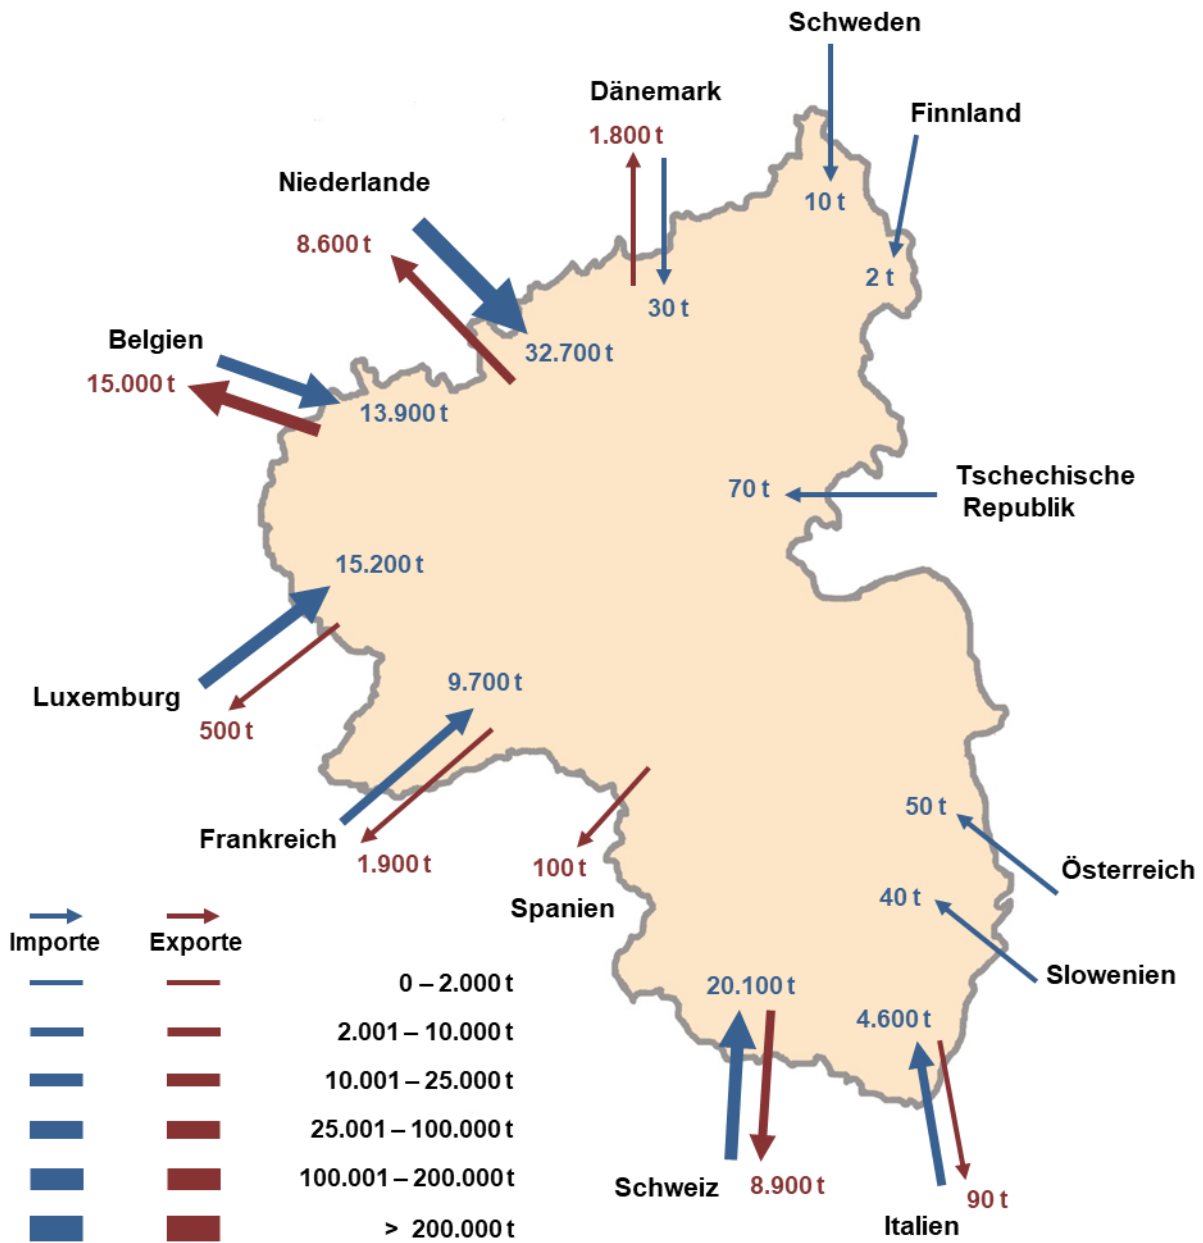 Schweden
Dänemark
1.800 t
Finnland
Niederlande
8.600 t
10 t
2 t
30 t
32.700 t
Belgien
15.000 t
13.900 t
70 t
Tschechische
Republik
15.200 t
Luxemburg
500 t
9.700 t
Frankreich
1.900 t
100 t
Spanien
50 t
Österreich
40 t
Slowenien
20.100 t
4.600 t
Schweiz
8.900 t
90 t
Italien
Importe
Exporte
0 – 2.000 t
2.001 – 10.000 t
10.001 – 25.000 t
25.001 – 100.000 t
100.001 – 200.000 t
> 200.000 t